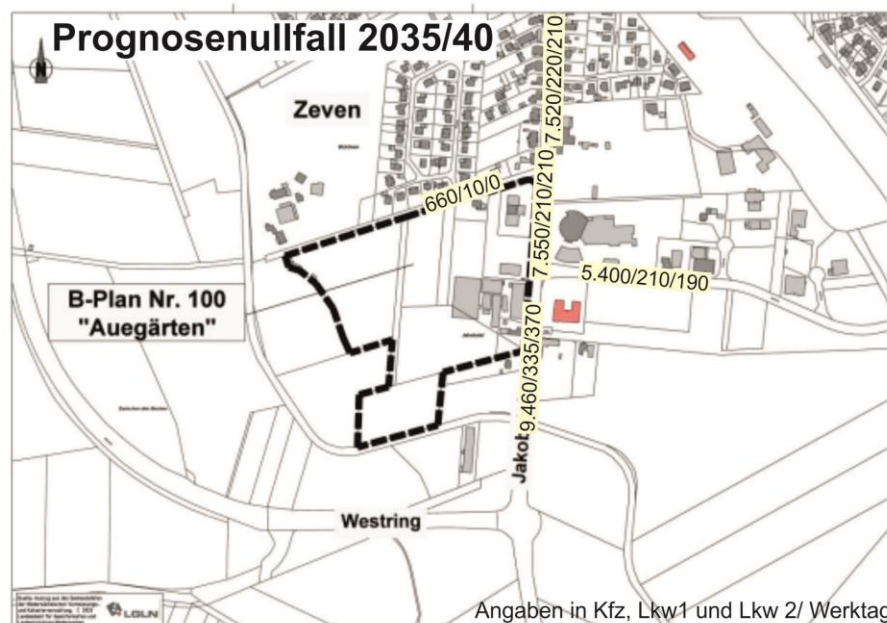 Prognosenullfall 2035/40
N
Zeven
7.520/220/210
660/10/0
7.550/210/210
5.400/210/190
B-Plan Nr. 100
"Auegärten"
9.460/335/370
Westring
LGLN
Angaben in Kfz, Lkw1 und Lkw 2/ Werktag